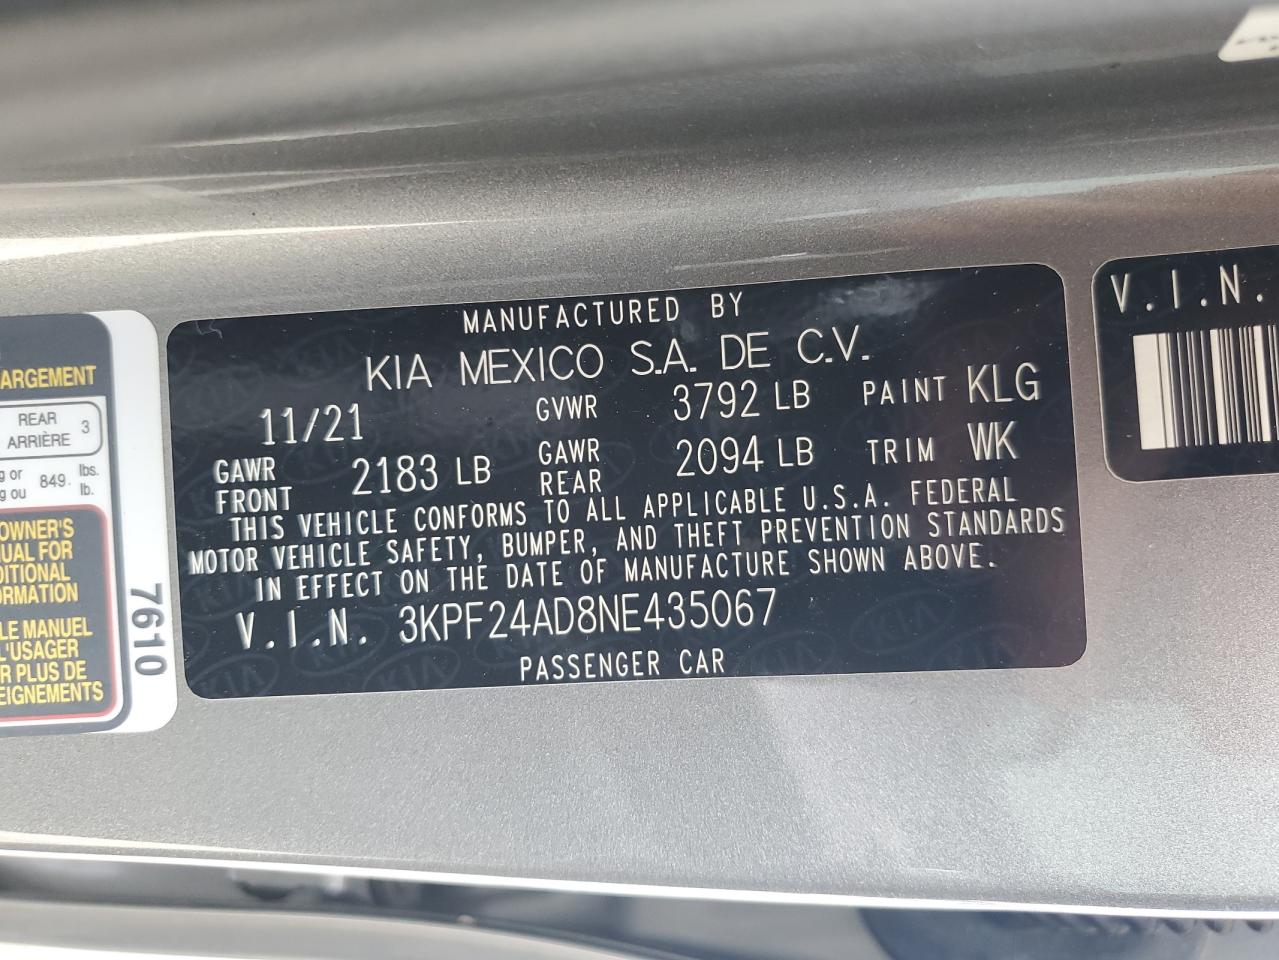 MANUFACTURED BY
KIA MEXICO S.A. DE C.V.
11/21 GVWR 3792 LB PAINT KLG
GAWR FRONT 2183 LB GAWR REAR 2094 LB TRIM WK
THIS VEHICLE CONFORMS TO ALL APPLICABLE U.S.A. FEDERAL
MOTOR VEHICLE SAFETY, BUMPER, AND THEFT PREVENTION STANDARDS
IN EFFECT ON THE DATE OF MANUFACTURE SHOWN ABOVE.
V.I.N. 3KPF24AD8NE435067
PASSENGER CAR
V.I.N.
ARGEMENT
REAR
ARRIÈRE 3
g or
g ou 849. lbs.
lb.
OWNER'S
UAL FOR
DITIONAL
ORMATION
LE MANUEL
L'USAGER
R PLUS DE
EIGNEMENTS
7610